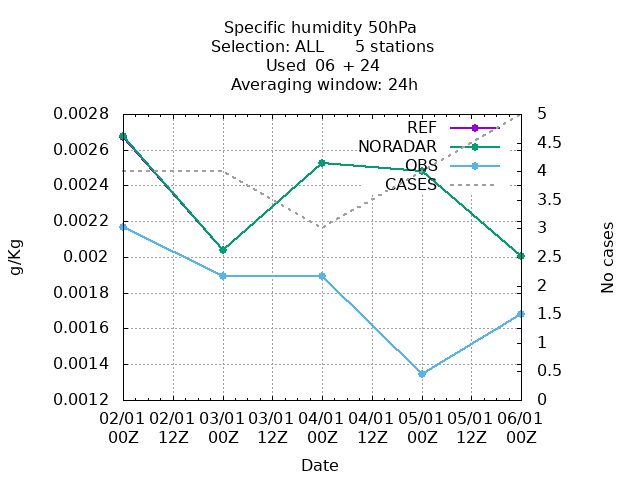 Specific humidity 50hPa
Selection: ALL 5 stations
Used 06 + 24
Averaging window: 24h
REF
NORADAR
OBS
CASES
0.0028
0.0026
0.0024
0.0022
0.002
0.0018
0.0016
0.0014
0.0012
g/Kg
5
4.5
4
3.5
3
2.5
2
1.5
1
0.5
0
No cases
02/01 02/01 03/01 03/01 04/01 04/01 05/01 05/01 06/01
00Z 12Z 00Z 12Z 00Z 12Z 00Z 12Z 00Z
Date